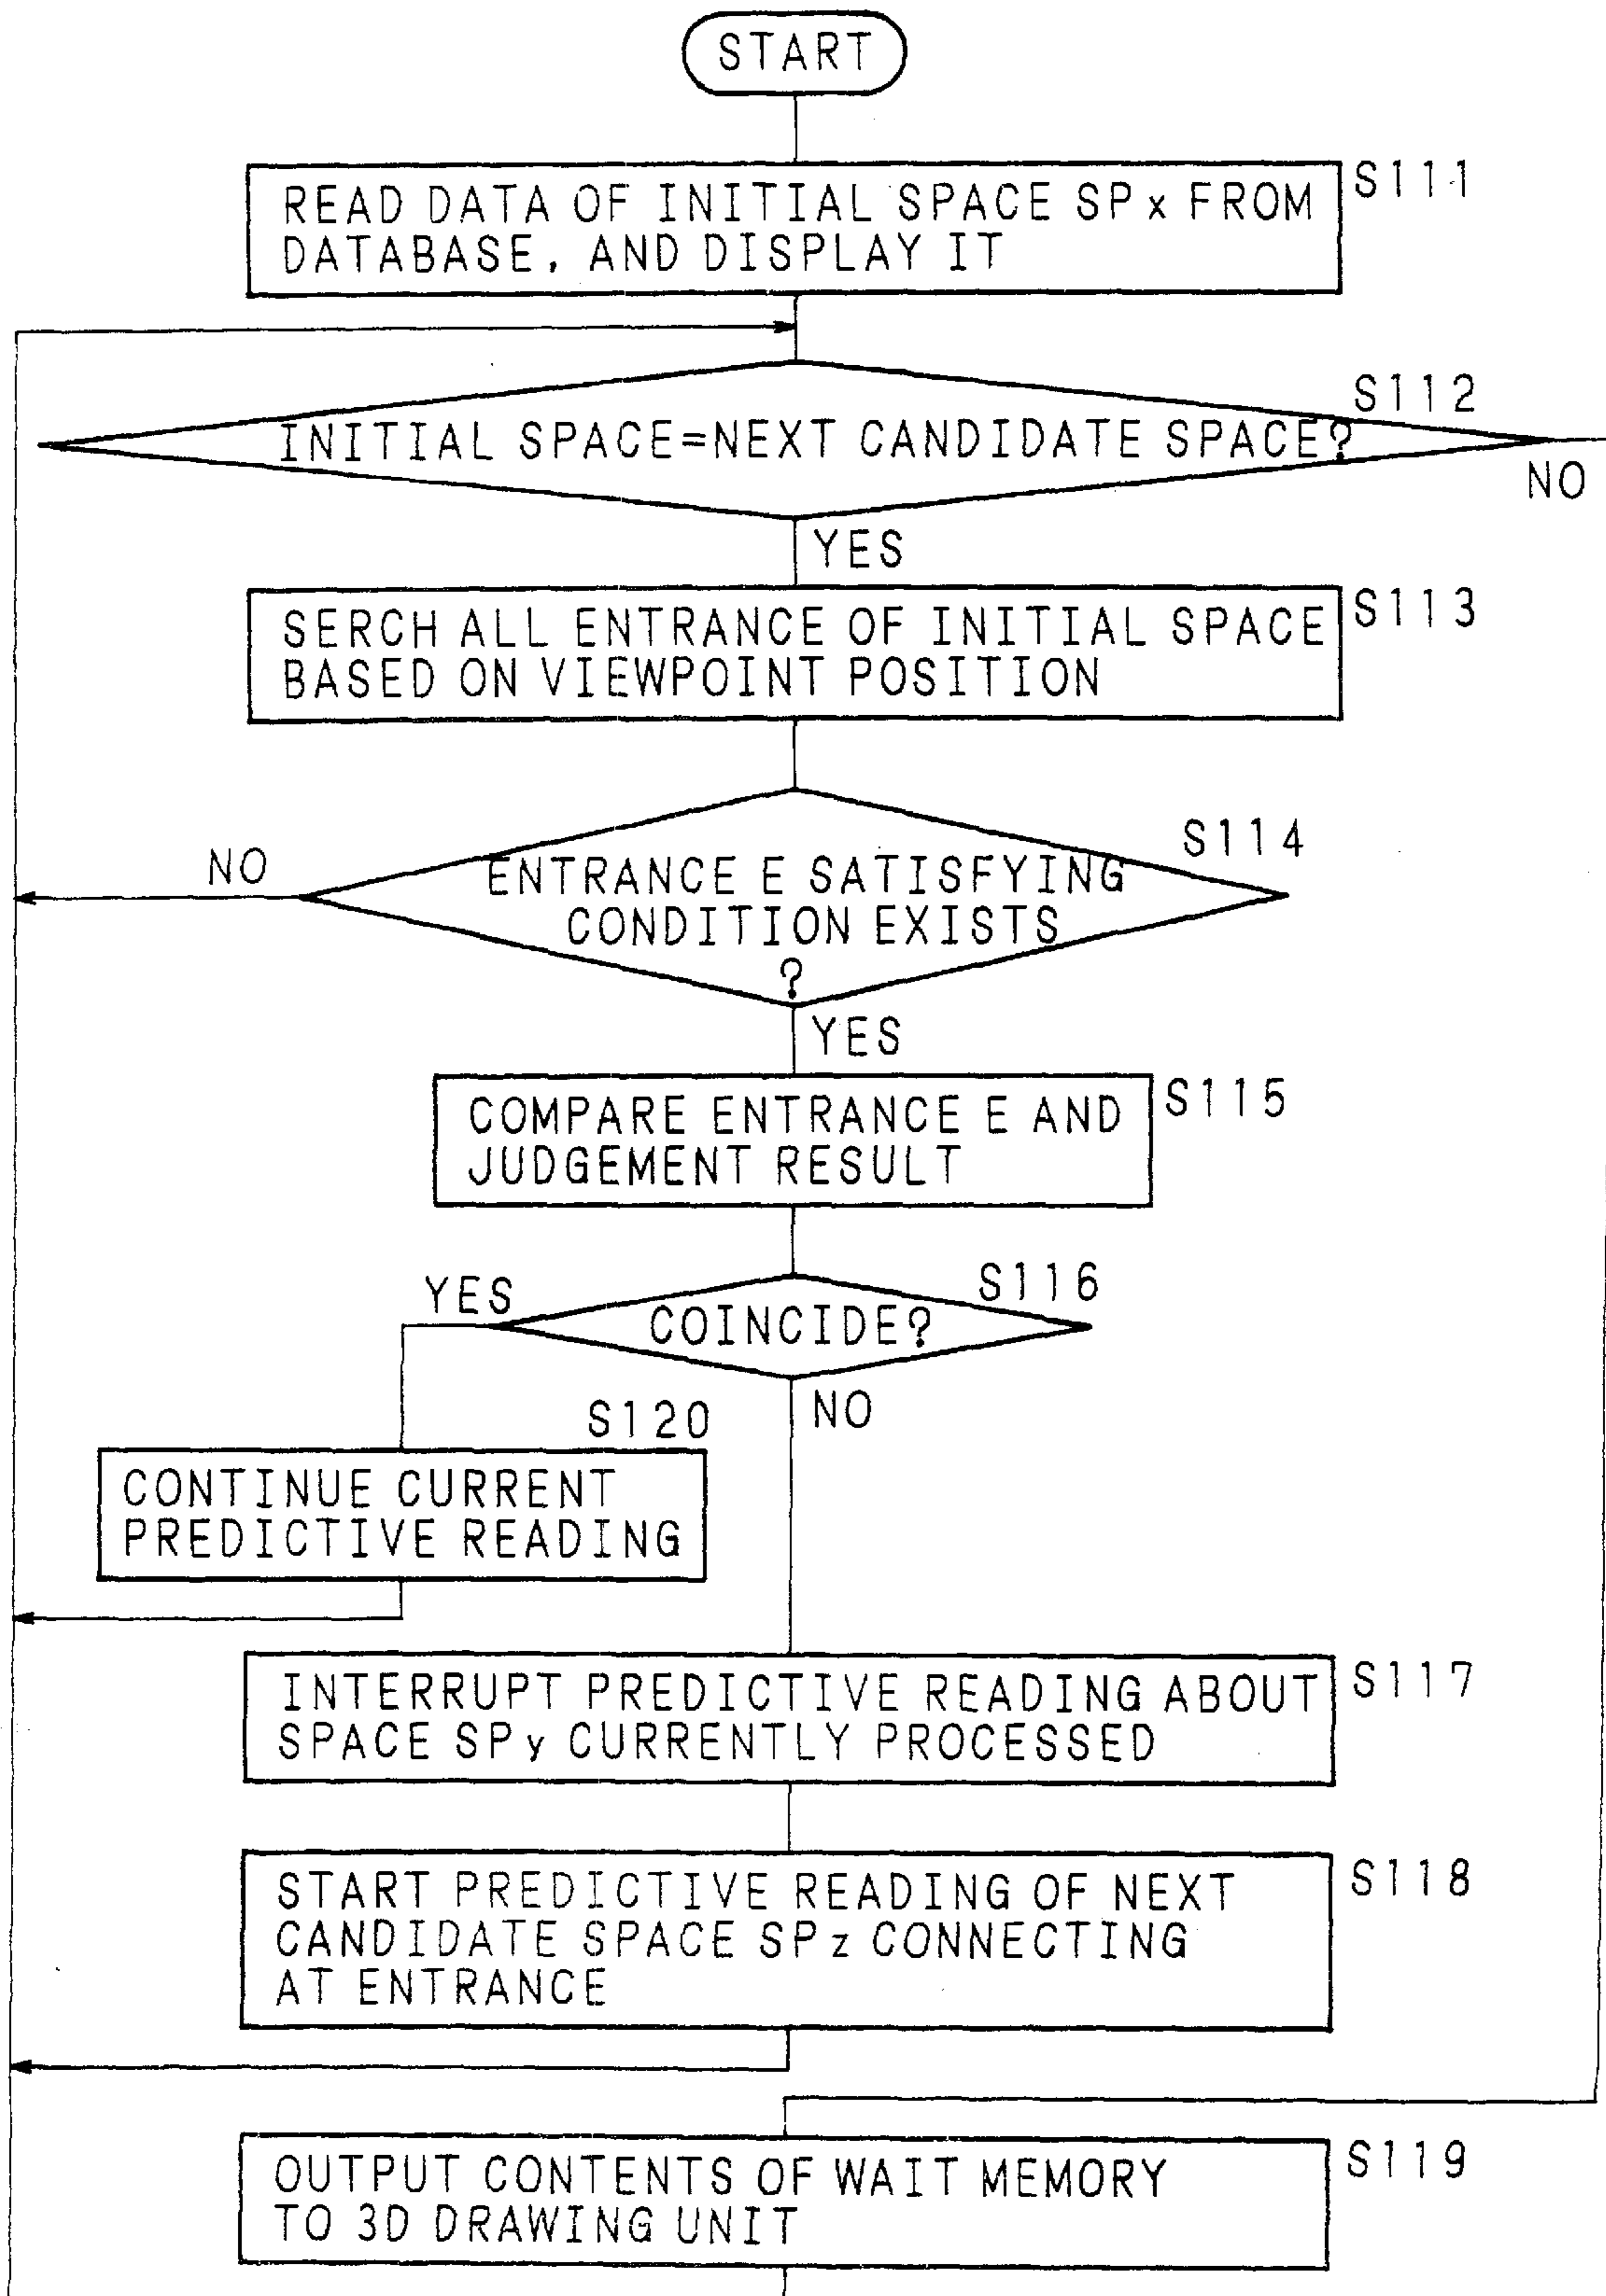 START
S111
READ DATA OF INITIAL SPACE SPx FROM
DATABASE, AND DISPLAY IT
S112
INITIAL SPACE=NEXT CANDIDATE SPACE?
NO
YES
S113
SERCH ALL ENTRANCE OF INITIAL SPACE
BASED ON VIEWPOINT POSITION
S114
NO
ENTRANCE E SATISFYING
CONDITION EXISTS
?
YES
S115
COMPARE ENTRANCE E AND
JUDGEMENT RESULT
S116
YES
COINCIDE?
NO
S120
CONTINUE CURRENT
PREDICTIVE READING
S117
INTERRUPT PREDICTIVE READING ABOUT
SPACE SPy CURRENTLY PROCESSED
S118
START PREDICTIVE READING OF NEXT
CANDIDATE SPACE SPz CONNECTING
AT ENTRANCE
S119
OUTPUT CONTENTS OF WAIT MEMORY
TO 3D DRAWING UNIT